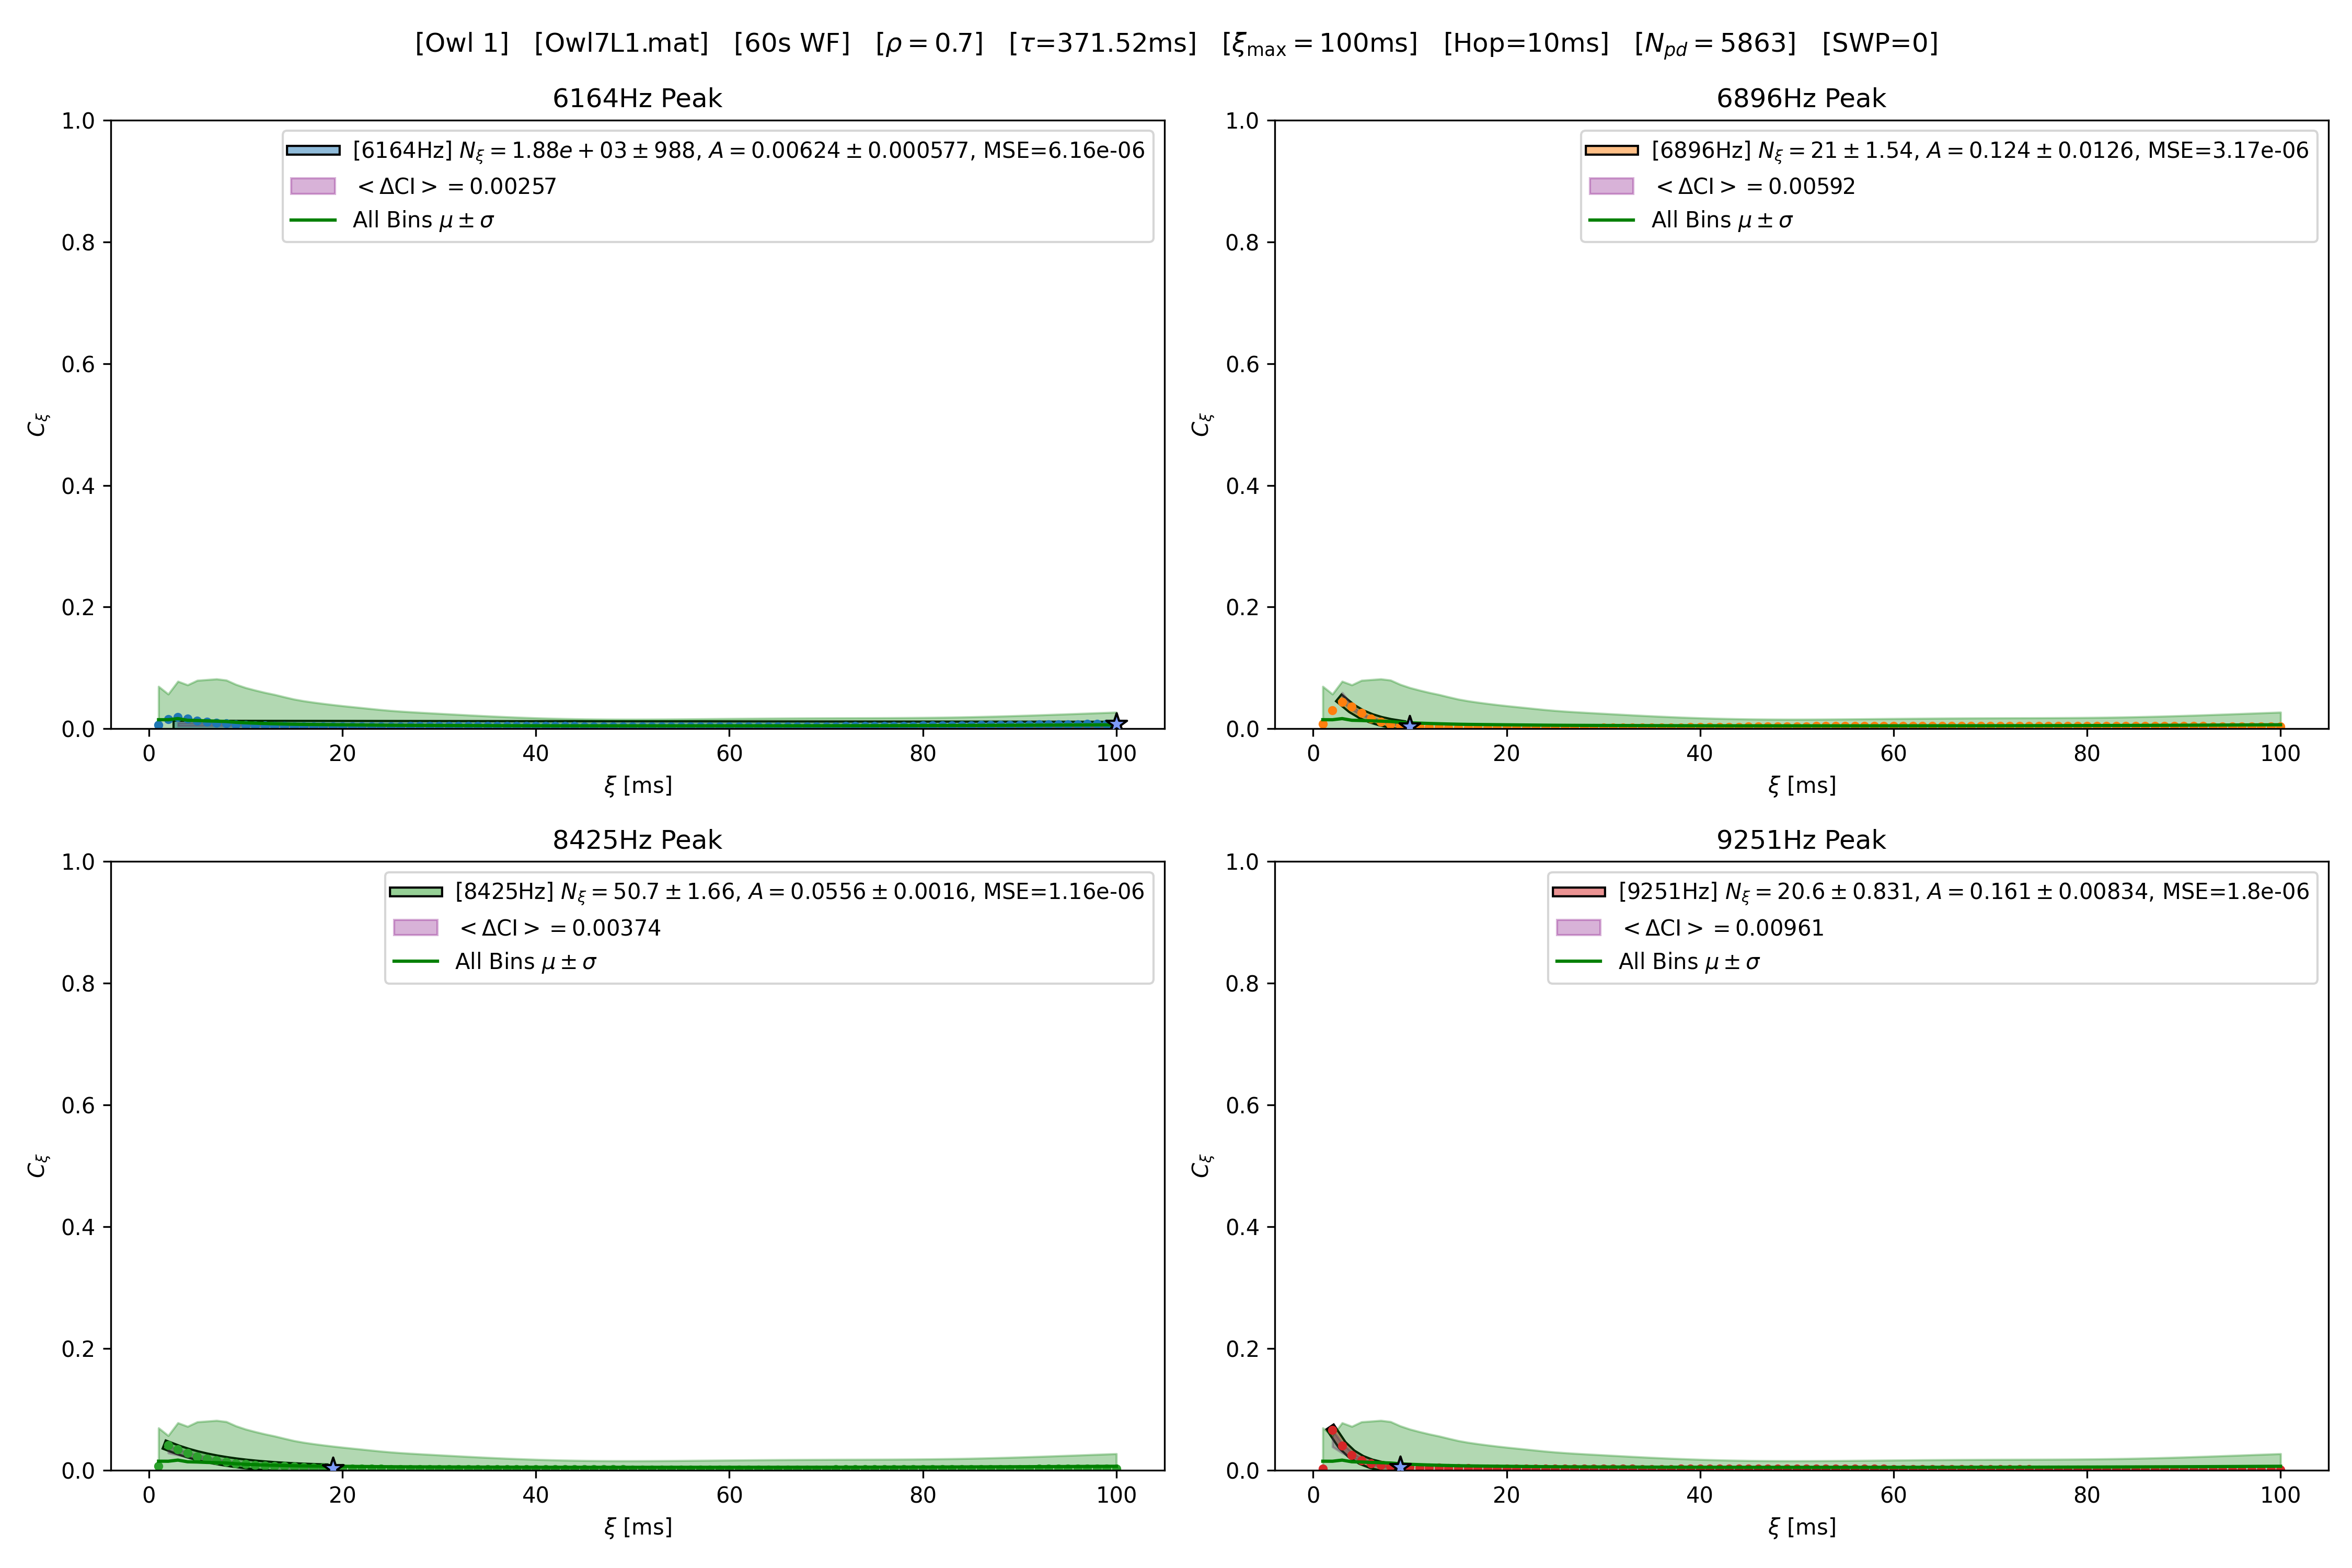 [Owl 1] [Owl7L1.mat] [60s WF] [ρ = 0.7] [τ=371.52ms] [ξmax = 100ms] [Hop=10ms] [Npd = 5863] [SWP=0]
6164Hz Peak
1.0
0.8
0.6
0.4
0.2
0.0
Cξ
[6164Hz] Nξ = 1.88e + 03 ± 988, A = 0.00624 ± 0.000577, MSE=6.16e-06
< ΔCI > = 0.00257
All Bins μ ± σ
0 20 40 60 80 100
ξ [ms]
6896Hz Peak
1.0
0.8
0.6
0.4
0.2
0.0
Cξ
[6896Hz] Nξ = 21 ± 1.54, A = 0.124 ± 0.0126, MSE=3.17e-06
< ΔCI > = 0.00592
All Bins μ ± σ
0 20 40 60 80 100
ξ [ms]
8425Hz Peak
1.0
0.8
0.6
0.4
0.2
0.0
Cξ
[8425Hz] Nξ = 50.7 ± 1.66, A = 0.0556 ± 0.0016, MSE=1.16e-06
< ΔCI > = 0.00374
All Bins μ ± σ
0 20 40 60 80 100
ξ [ms]
9251Hz Peak
1.0
0.8
0.6
0.4
0.2
0.0
Cξ
[9251Hz] Nξ = 20.6 ± 0.831, A = 0.161 ± 0.00834, MSE=1.8e-06
< ΔCI > = 0.00961
All Bins μ ± σ
0 20 40 60 80 100
ξ [ms]